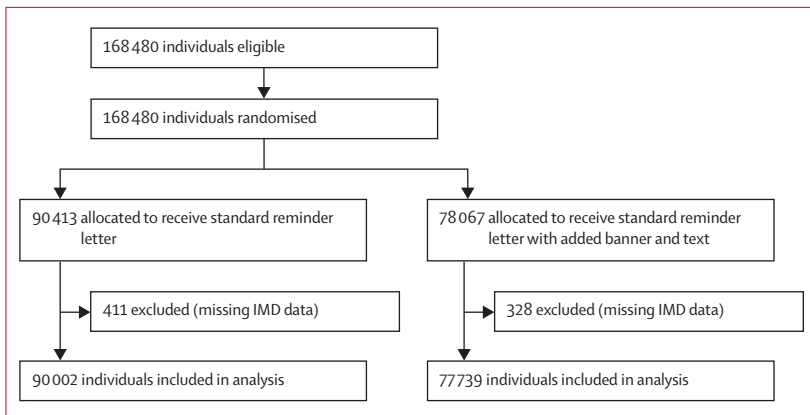 168 480 individuals eligible
168 480 individuals randomised
90 413 allocated to receive standard reminder
letter
78 067 allocated to receive standard reminder
letter with added banner and text
411 excluded (missing IMD data)
328 excluded (missing IMD data)
90 002 individuals included in analysis
77 739 individuals included in analysis